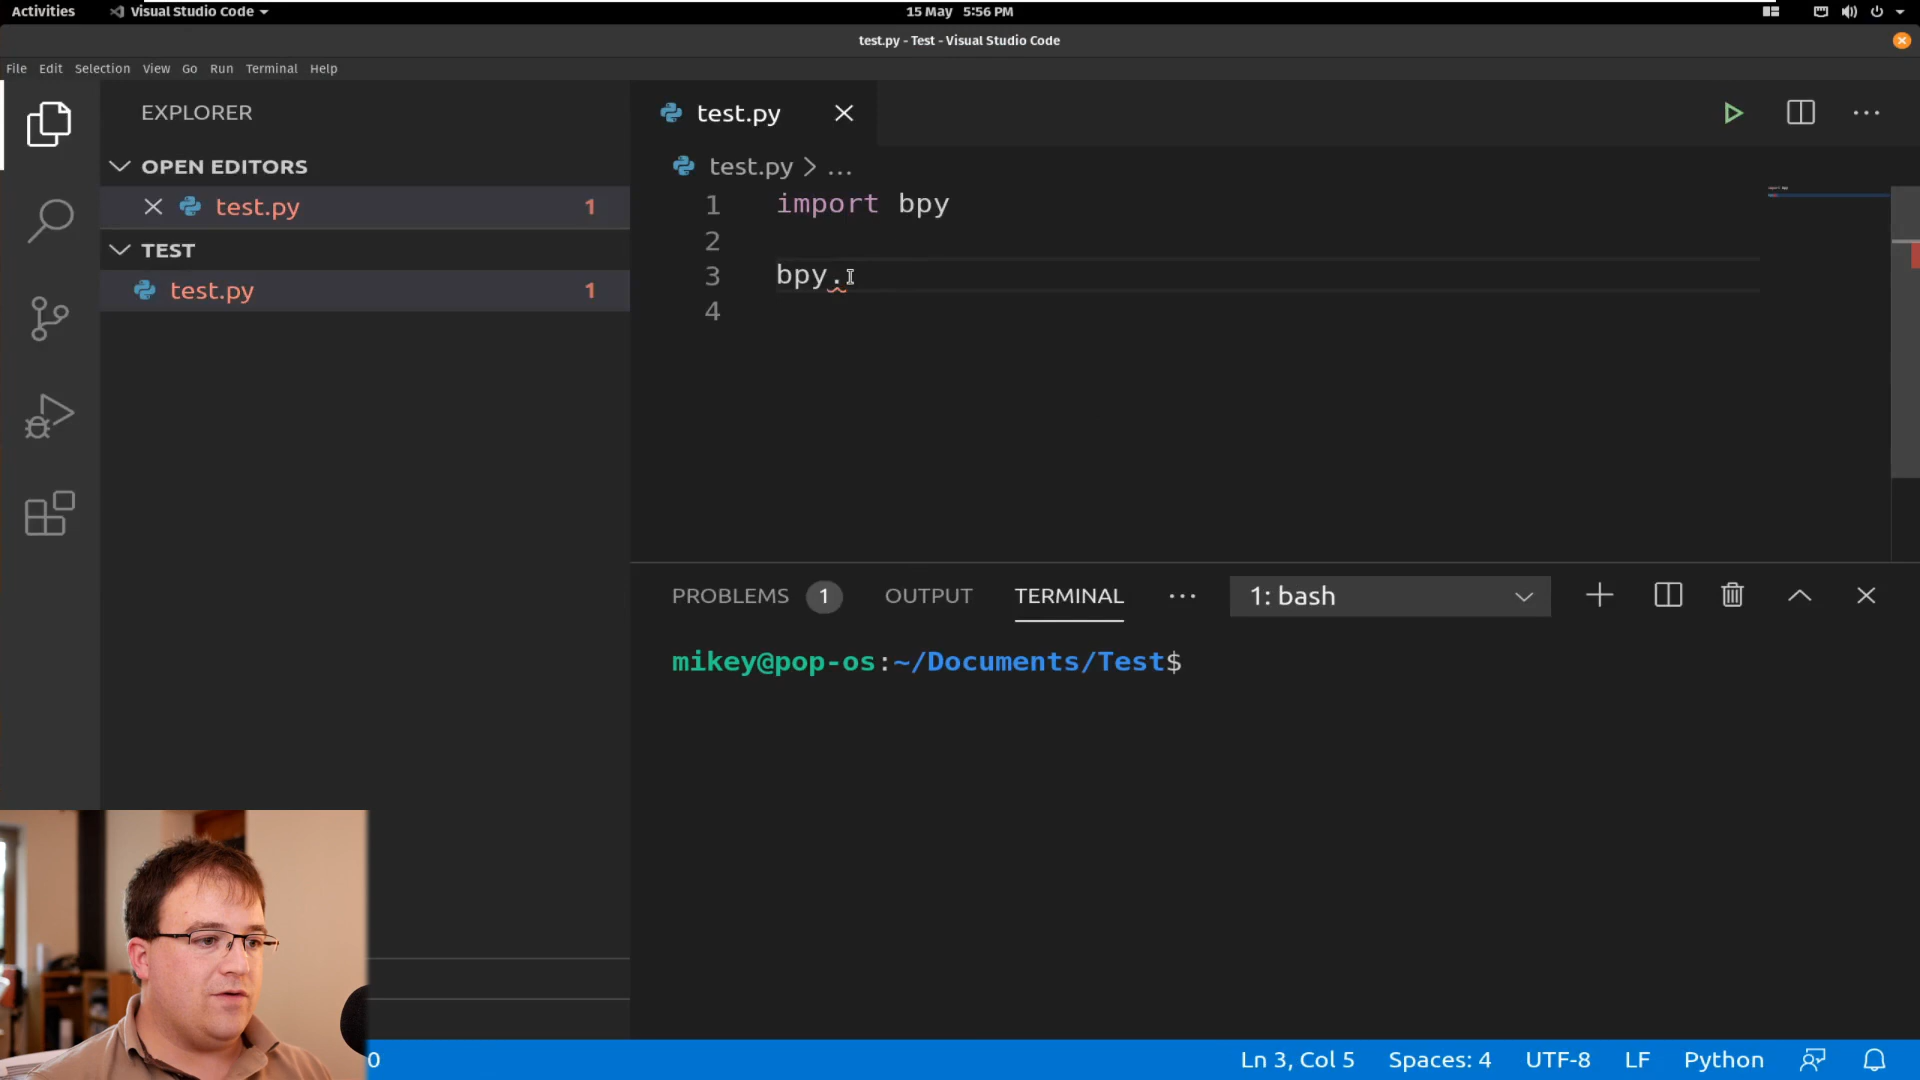 Activities
Visual Studio Code
15 May 5:56 PM
test.py - Test - Visual Studio Code
File Edit Selection View Go Run Terminal Help
EXPLORER
OPEN EDITORS
test.py 1
TEST
test.py 1
test.py
test.py > ...
1 import bpy
2
3 bpy.
4
PROBLEMS 1 OUTPUT TERMINAL ... 1: bash
mikey@pop-os:~/Documents/Test$
0
Ln 3, Col 5 Spaces: 4 UTF-8 LF Python